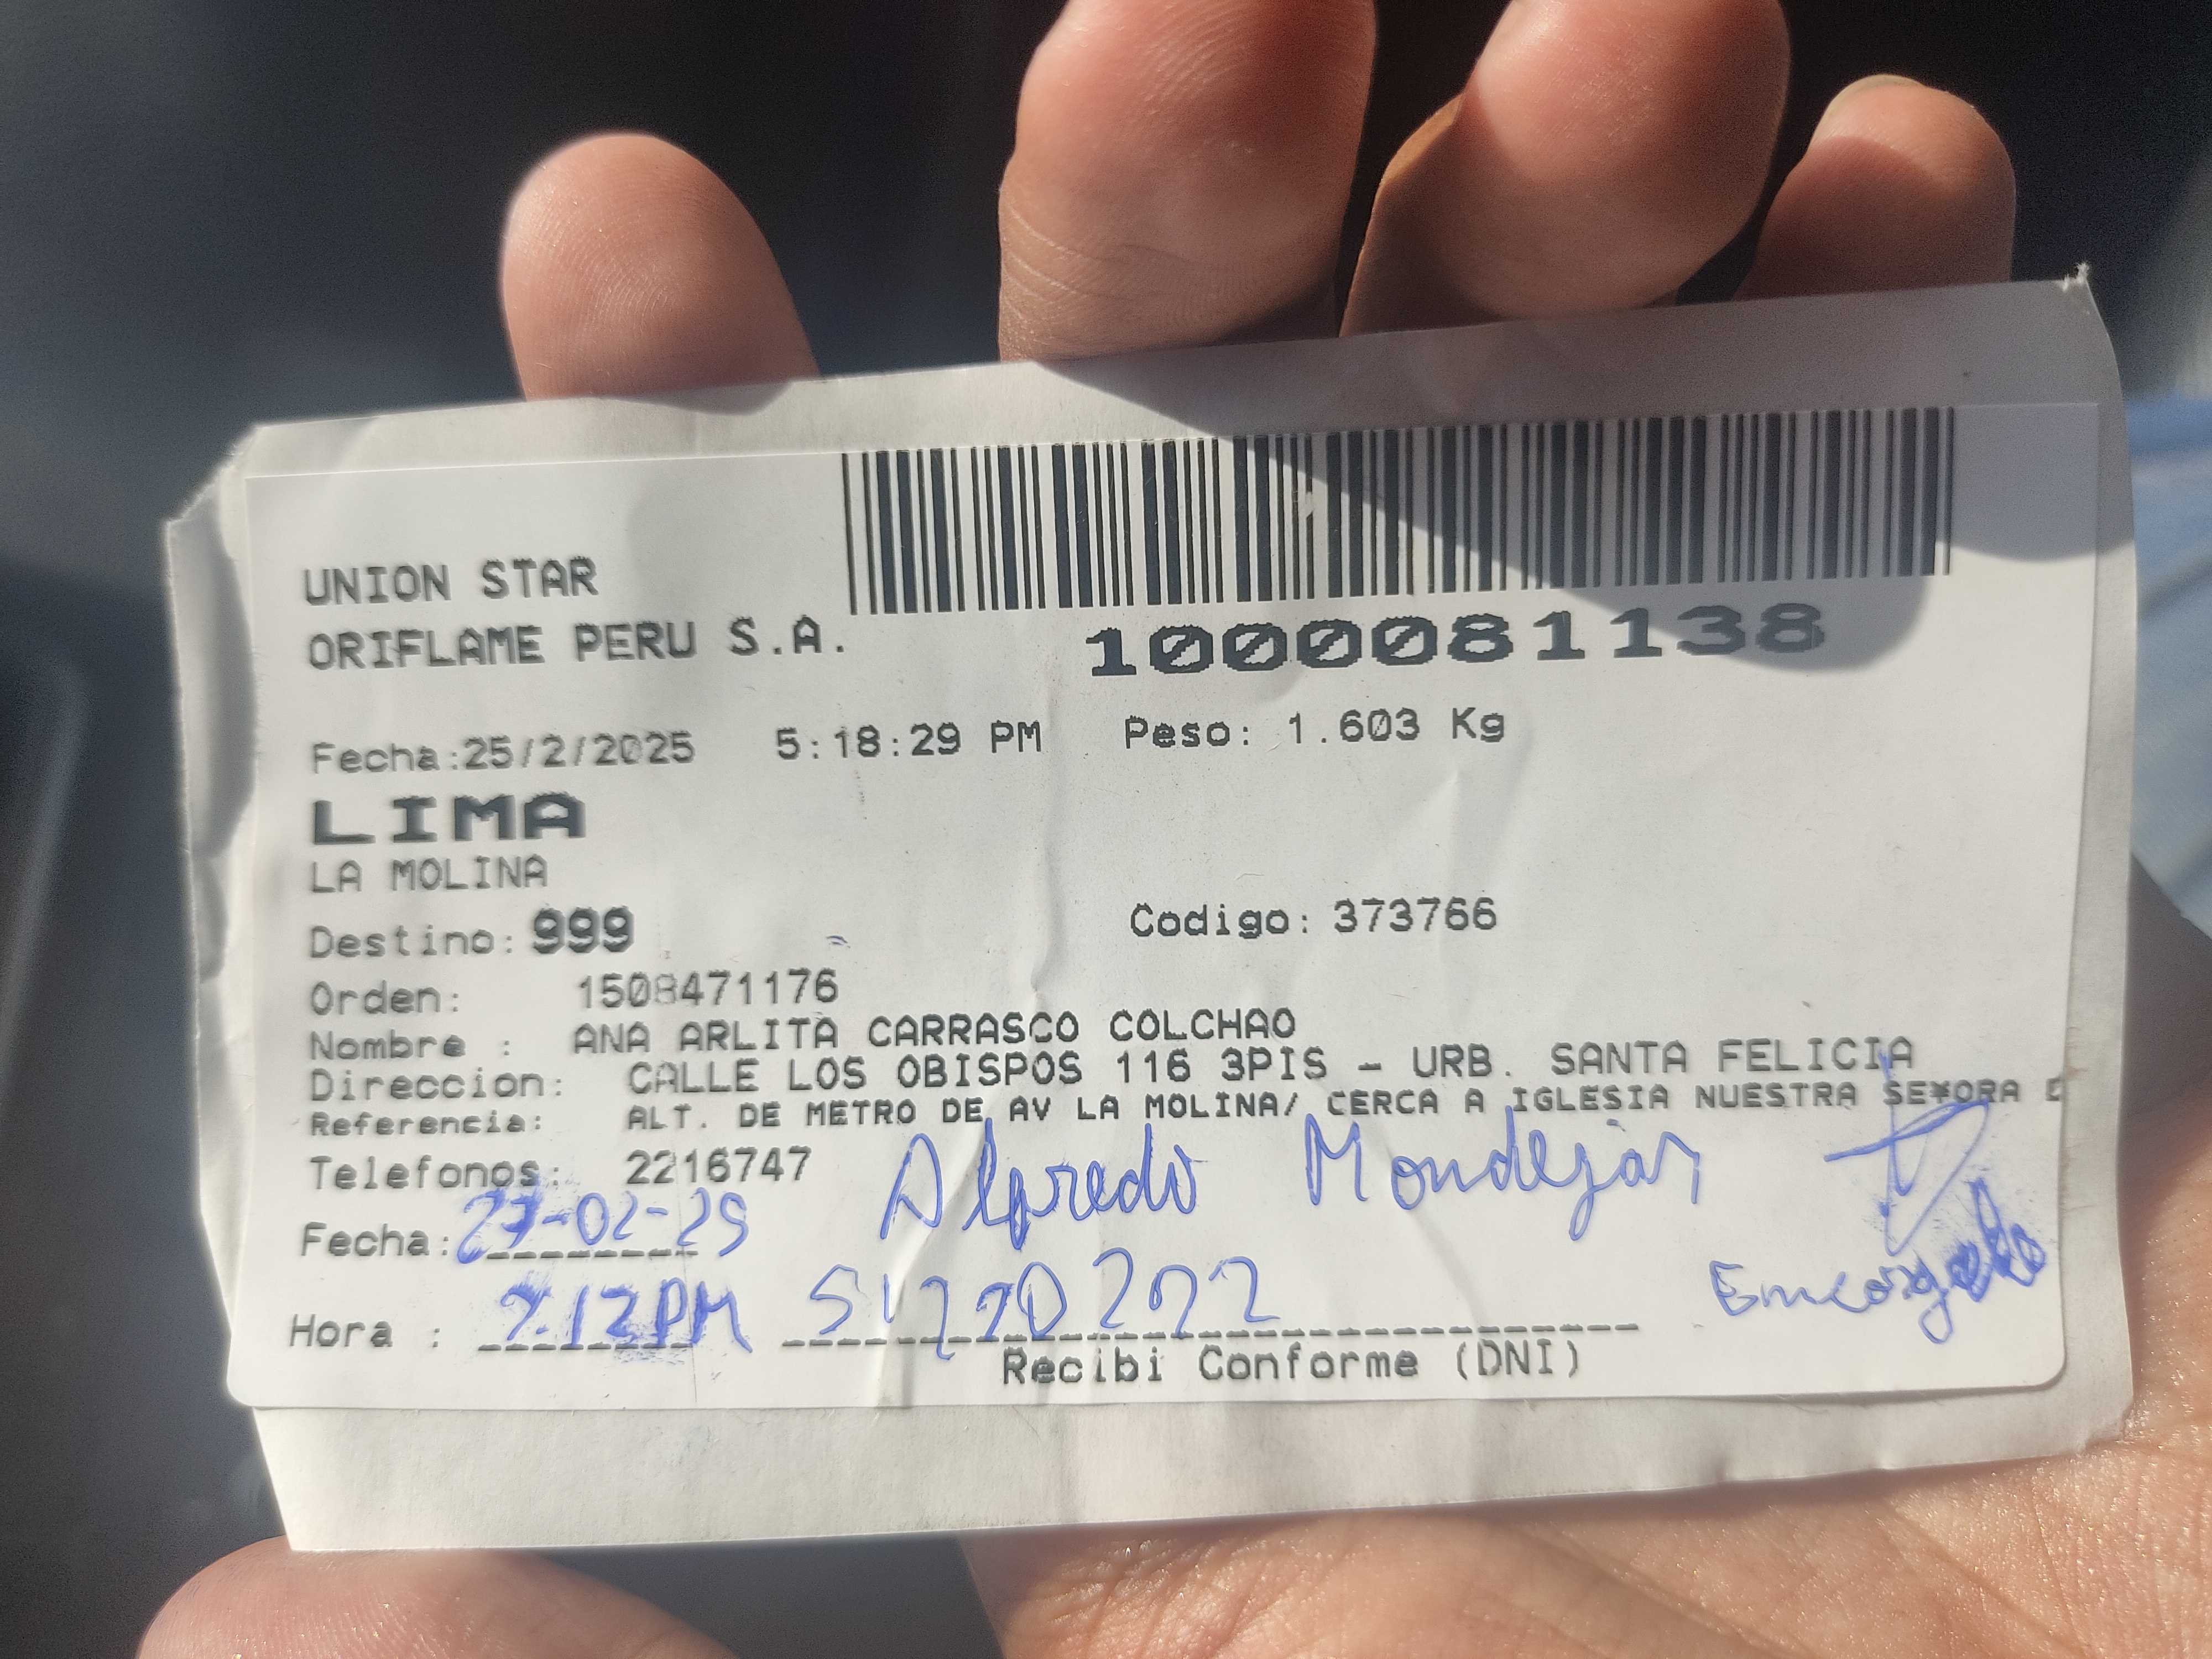 UNION STAR
ORIFLAME PERU S.A.
1000081138
Fecha:25/2/2025 5:18:29 PM Peso: 1.603 Kg
LIMA
LA MOLINA
Destino: 999 Codigo: 373766
Orden: 1508471176
Nombre : ANA ARLITA CARRASCO COLCHAO
Direccion: CALLE LOS OBISPOS 116 3PIS - URB. SANTA FELICIA
Referencia: ALT. DE METRO DE AV LA MOLINA/ CERCA A IGLESIA NUESTRA SE¥ORA D
Telefonos: 2216747 Alfredo Mondejar
Fecha: 27-02-25
Hora : :12PM
Recibi Conforme (DNI)